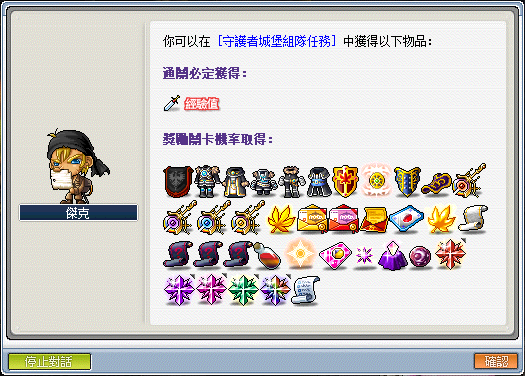 你可以在 [守護者城堡組隊任務] 中獲得以下物品：
通關必定獲得：
經驗值
獎勵關卡機率取得：
傑克
停止對話
確認